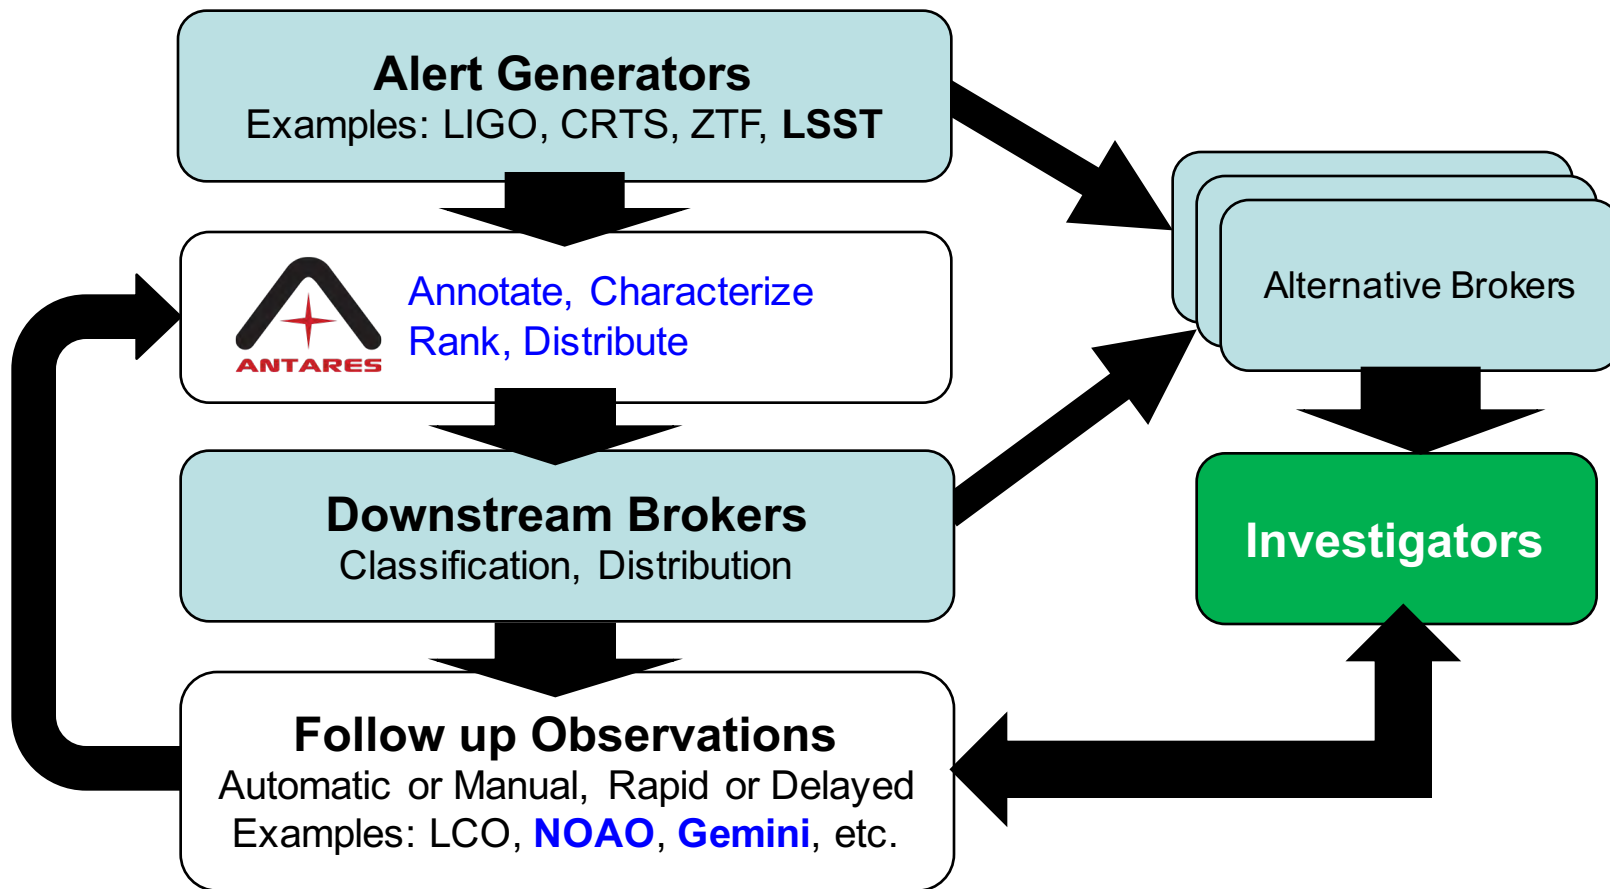 Alert Generators
Examples: LIGO, CRTS, ZTF, LSST
ANTARES
Annotate, Characterize
Rank, Distribute
Alternative Brokers
Downstream Brokers
Classification, Distribution
Investigators
Follow up Observations
Automatic or Manual, Rapid or Delayed
Examples: LCO, NOAO, Gemini, etc.